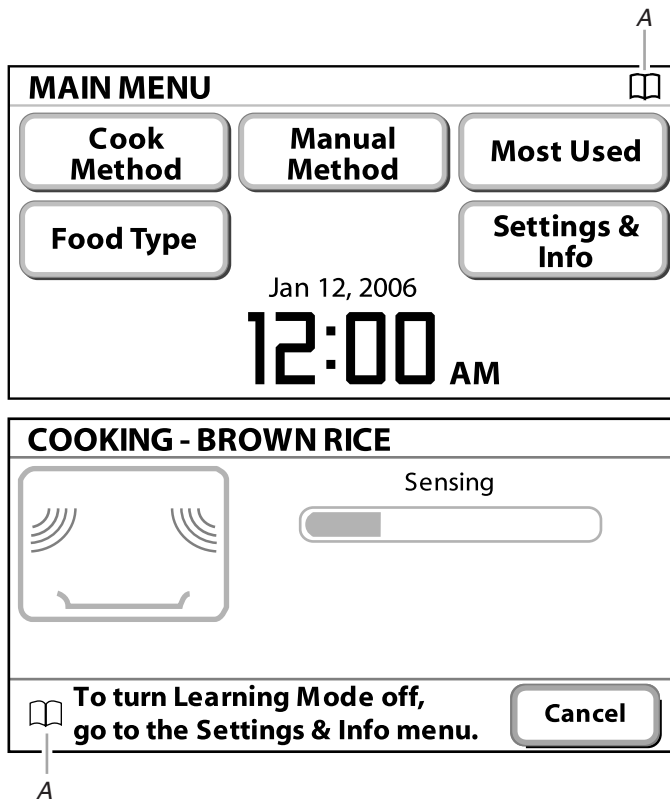 A
MAIN MENU
Cook
Method
Manual
Method
Most Used
Food Type
Settings &
Info
Jan 12, 2006
12:00 AM
COOKING - BROWN RICE
Sensing
To turn Learning Mode off,
go to the Settings & Info menu.
Cancel
A